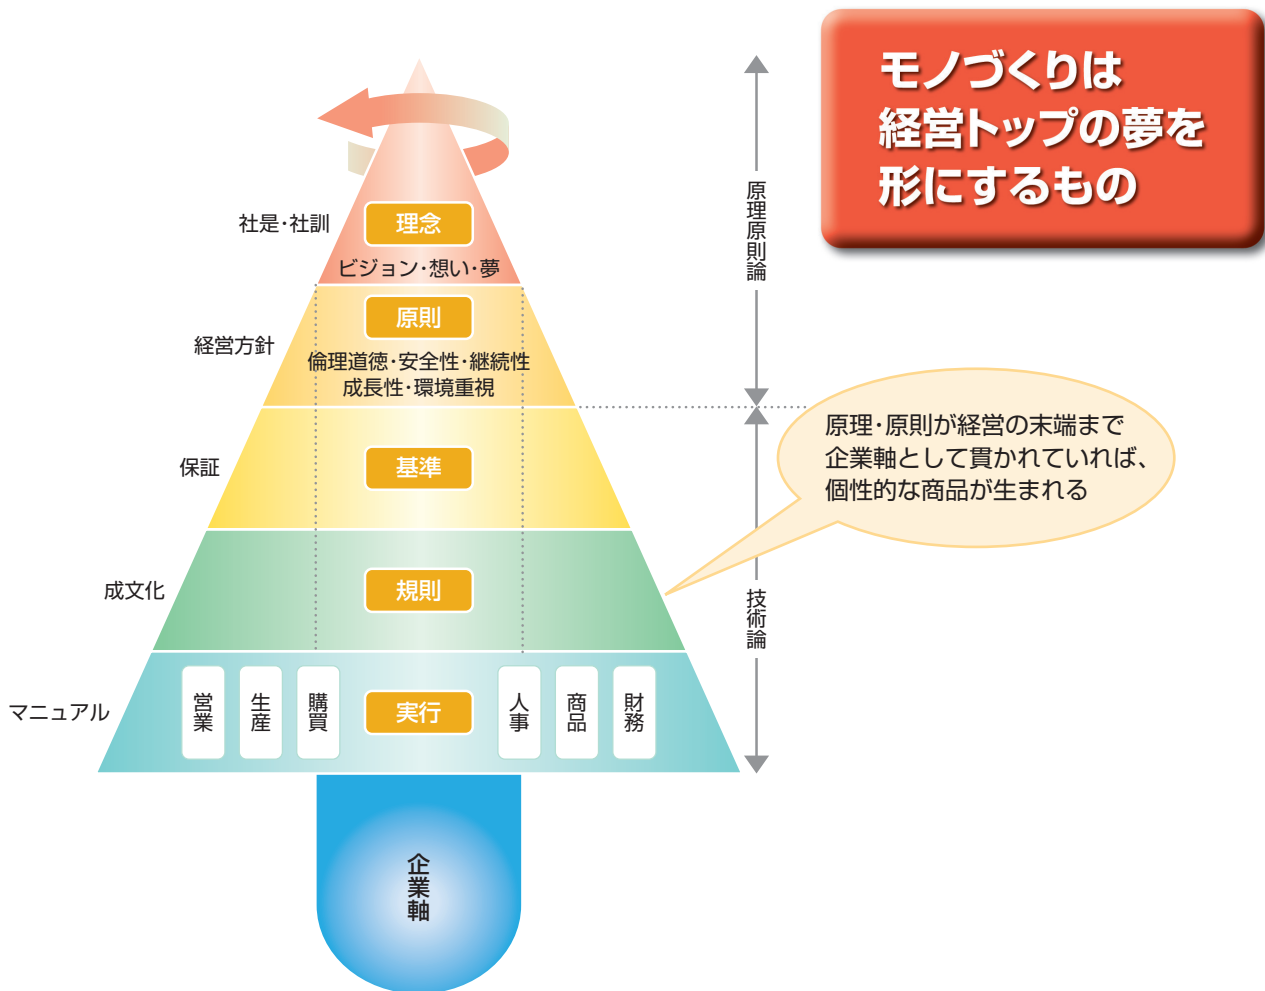 モノづくりは
経営トップの夢を
形にするもの
社是・社訓
理念
ビジョン・想い・夢
経営方針
原則
倫理道徳・安全性・継続性
成長性・環境重視
保証
基準
成文化
規則
マニュアル
営業
生産
購買
実行
人事
商品
財務
企業軸
原理原則論
技術論
原理・原則が経営の末端まで
企業軸として貫かれていれば、
個性的な商品が生まれる